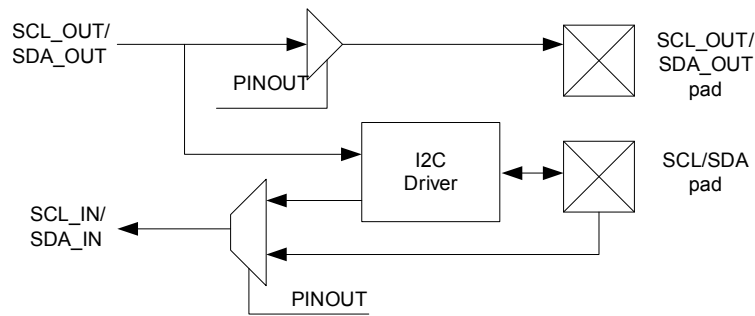 SCL_OUT/
SDA_OUT
PINOUT
SCL_OUT/
SDA_OUT
pad
I2C
Driver
SCL/SDA
pad
SCL_IN/
SDA_IN
PINOUT